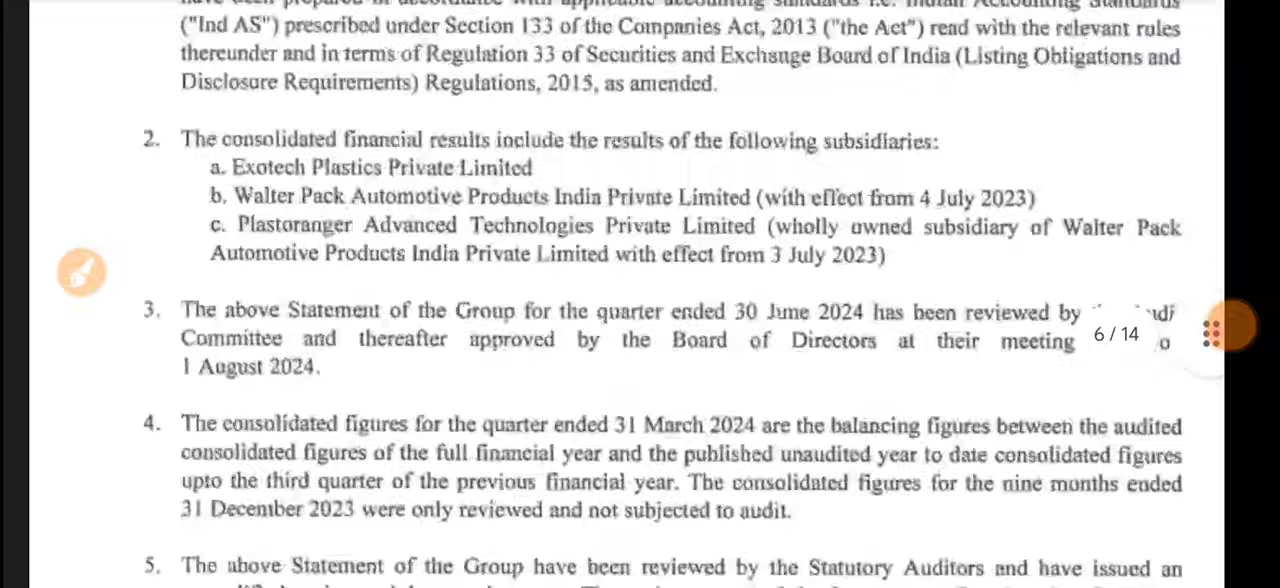 ("Ind AS") prescribed under Section 133 of the Companies Act, 2013 ("the Act") read with the relevant rules
thereunder and in terms of Regulation 33 of Securities and Exchange Board of India (Listing Obligations and
Disclosure Requirements) Regulations, 2015, as amended.
2. The consolidated financial results include the results of the following subsidiaries:
a. Exotech Plastics Private Limited
b. Walter Pack Automotive Products India Private Limited (with effect from 4 July 2023)
c. Plastoranger Advanced Technologies Private Limited (wholly owned subsidiary of Walter Pack
Automotive Products India Private Limited with effect from 3 July 2023)
3. The above Statement of the Group for the quarter ended 30 June 2024 has been reviewed by
Committee and thereafter approved by the Board of Directors at their meeting
6 / 14
1 August 2024.
4. The consolidated figures for the quarter ended 31 March 2024 are the balancing figures between the audited
consolidated figures of the full financial year and the published unaudited year to date consolidated figures
upto the third quarter of the previous financial year. The consolidated figures for the nine months ended
31 December 2023 were only reviewed and not subjected to audit.
5. The above Statement of the Group have been reviewed by the Statutory Auditors and have issued an